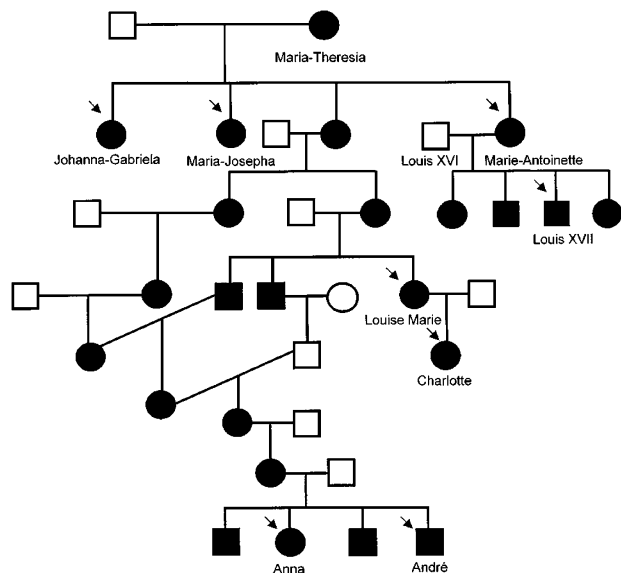 Maria-Theresia
Johanna-Gabriela
Maria-Josepha
Louis XVI
Marie-Antoinette
Louis XVII
Louise Marie
Charlotte
Anna
André